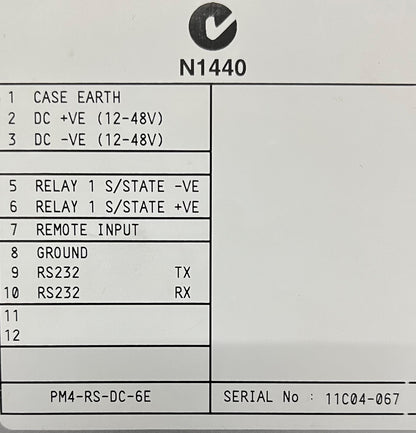 N1440
1 CASE EARTH
2 DC +VE (12-48V)
3 DC -VE (12-48V)
5 RELAY 1 S/STATE -VE
6 RELAY 1 S/STATE +VE
7 REMOTE INPUT
8 GROUND
9 RS232 TX
10 RS232 RX
11
12
PM4-RS-DC-6E
SERIAL No : 11C04-067